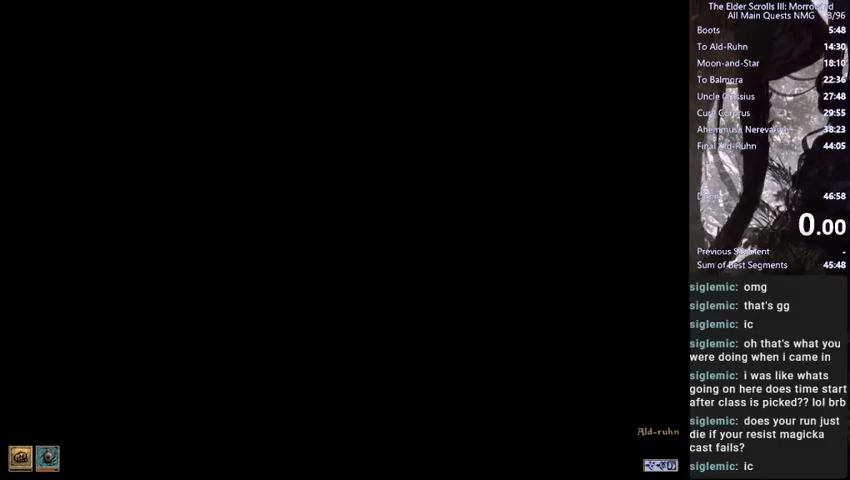 The Elder Scrolls III: Morrowind
All Main Quests NMG
Boots 5:48
To Ald-Ruhn 14:30
Moon-and-Star 18:10
To Balmora 22:36
Uncle Crassius 27:48
Cure Corprus 29:55
Ahemmusa Nerevarine 38:23
Final Ald-Ruhn 44:05
46:58
0.00
Previous Segment -
Sum of Best Segments 45:48
siglemic: omg
siglemic: that's gg
siglemic: ic
siglemic: oh that's what you
were doing when i came in
siglemic: i was like whats
going on here does time start
after class is picked?? lol brb
siglemic: does your run just
die if your resist magicka
cast fails?
siglemic: ic
Ald-ruhn